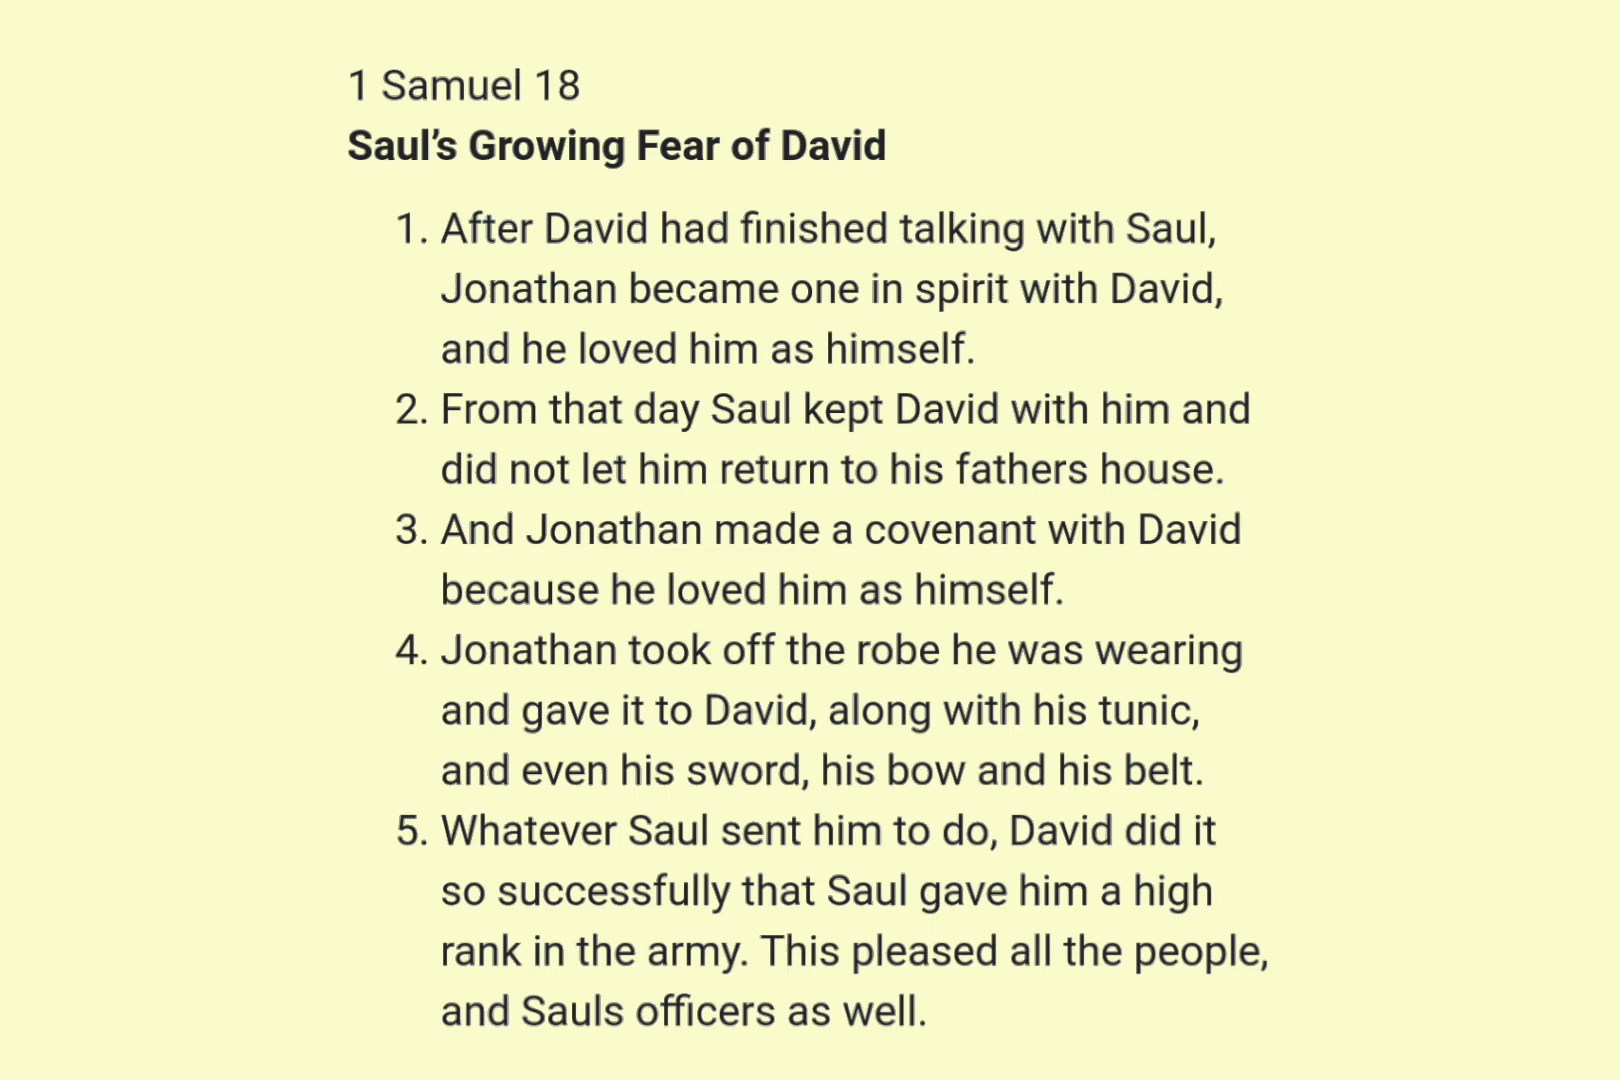 1 Samuel 18
Saul’s Growing Fear of David
1. After David had finished talking with Saul,
Jonathan became one in spirit with David,
and he loved him as himself.
2. From that day Saul kept David with him and
did not let him return to his fathers house.
3. And Jonathan made a covenant with David
because he loved him as himself.
4. Jonathan took off the robe he was wearing
and gave it to David, along with his tunic,
and even his sword, his bow and his belt.
5. Whatever Saul sent him to do, David did it
so successfully that Saul gave him a high
rank in the army. This pleased all the people,
and Sauls officers as well.